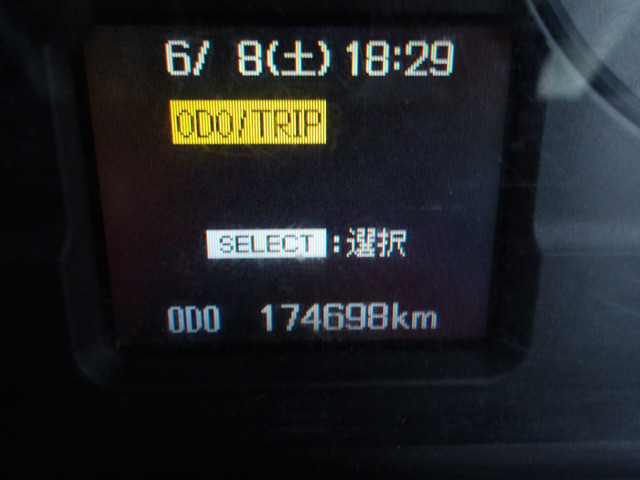 6/ 8(土) 18:29
ODO/TRIP
SELECT:選択
ODO 174698km